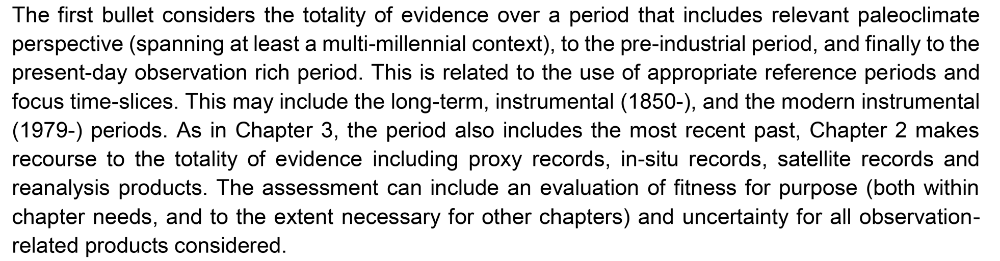 The first bullet considers the totality of evidence over a period that includes relevant paleoclimate
perspective (spanning at least a multi-millennial context), to the pre-industrial period, and finally to the
present-day observation rich period. This is related to the use of appropriate reference periods and
focus time-slices. This may include the long-term, instrumental (1850-), and the modern instrumental
(1979-) periods. As in Chapter 3, the period also includes the most recent past, Chapter 2 makes
recourse to the totality of evidence including proxy records, in-situ records, satellite records and
reanalysis products. The assessment can include an evaluation of fitness for purpose (both within
chapter needs, and to the extent necessary for other chapters) and uncertainty for all observation-
related products considered.